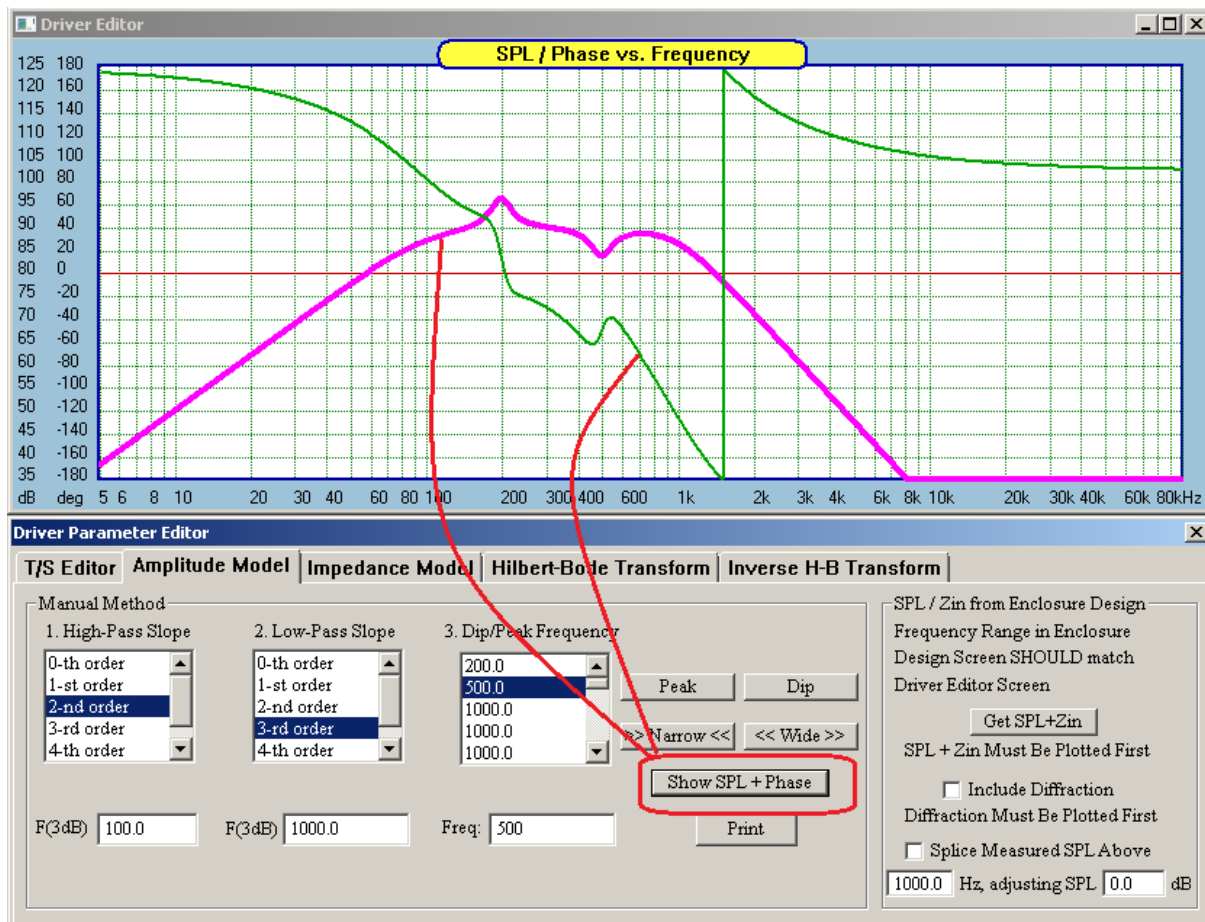 Driver Editor
SPL / Phase vs. Frequency
125 180
120 160
115 140
110 120
105 100
100 80
95 60
90 40
85 20
80 0
75 -20
70 -40
65 -60
60 -80
55 -100
50 -120
45 -140
40 -160
35 -180
dB deg 5 6 8 10 20 30 40 60 80 100 200 300 400 600 1k 2k 3k 4k 6k 8k 10k 20k 30k 40k 60k 80kHz
Driver Parameter Editor
T/S Editor Amplitude Model Impedance Model Hilbert-Bode Transform Inverse H-B Transform
Manual Method
1. High-Pass Slope 2. Low-Pass Slope 3. Dip/Peak Frequency
0-th order
1-st order
2-nd order
3-rd order
4-th order
0-th order
1-st order
2-nd order
3-rd order
4-th order
200.0
500.0
1000.0
1000.0
1000.0
Peak Dip
>> Narrow << << Wide >>
Show SPL + Phase
F(3dB) 100.0 F(3dB) 1000.0 Freq: 500 Print
SPL / Zin from Enclosure Design
Frequency Range in Enclosure
Design Screen SHOULD match
Driver Editor Screen
Get SPL+Zin
SPL + Zin Must Be Plotted First
Include Diffraction
Diffraction Must Be Plotted First
Splice Measured SPL Above
1000.0 Hz, adjusting SPL 0.0 dB